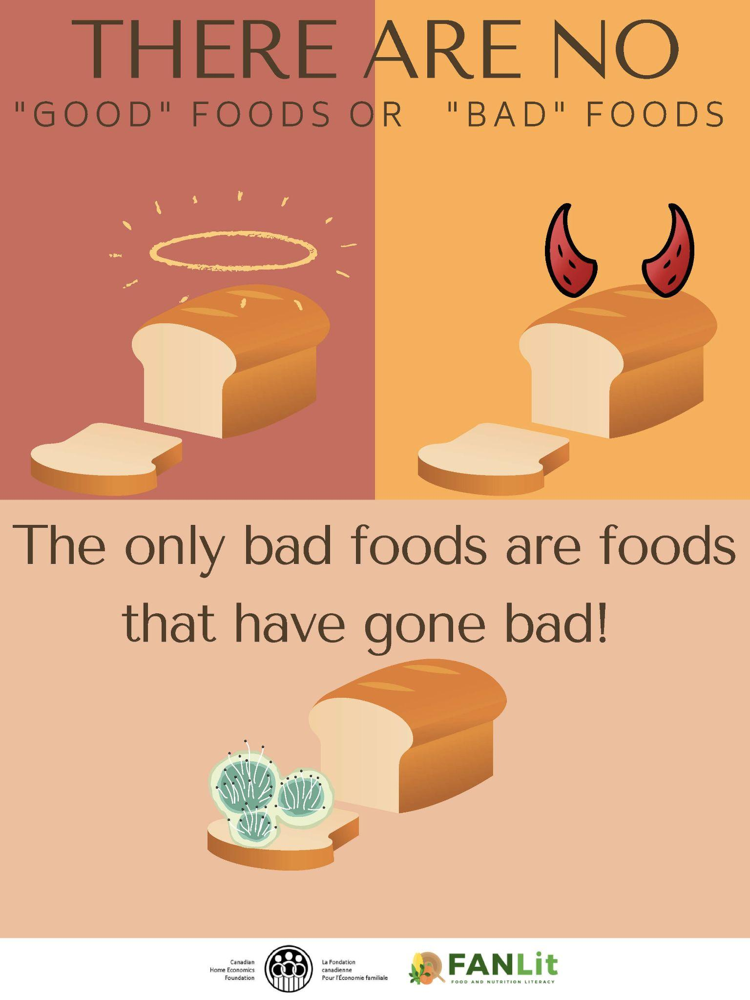 THERE ARE NO
"GOOD" FOODS OR "BAD" FOODS
The only bad foods are foods
that have gone bad!
Canadian
Home Economics
Foundation
La Fondation
canadienne
Pour l'Économie familiale
FANLit
FOOD AND NUTRITION LITERACY